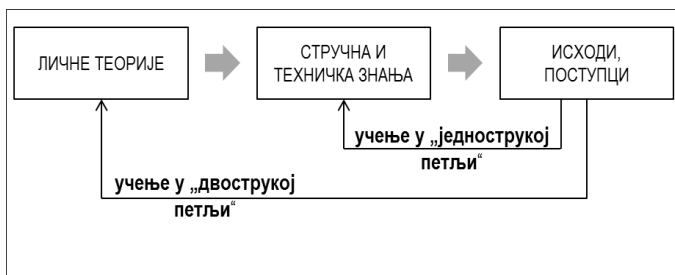 ЛИЧНЕ ТЕОРИЈЕ
СТРУЧНА И
ТЕХНИЧКА ЗНАЊА
ИСХОДИ,
ПОСТУПЦИ
учење у „једнострукој
петљи“
учење у „двострукој
петљи“